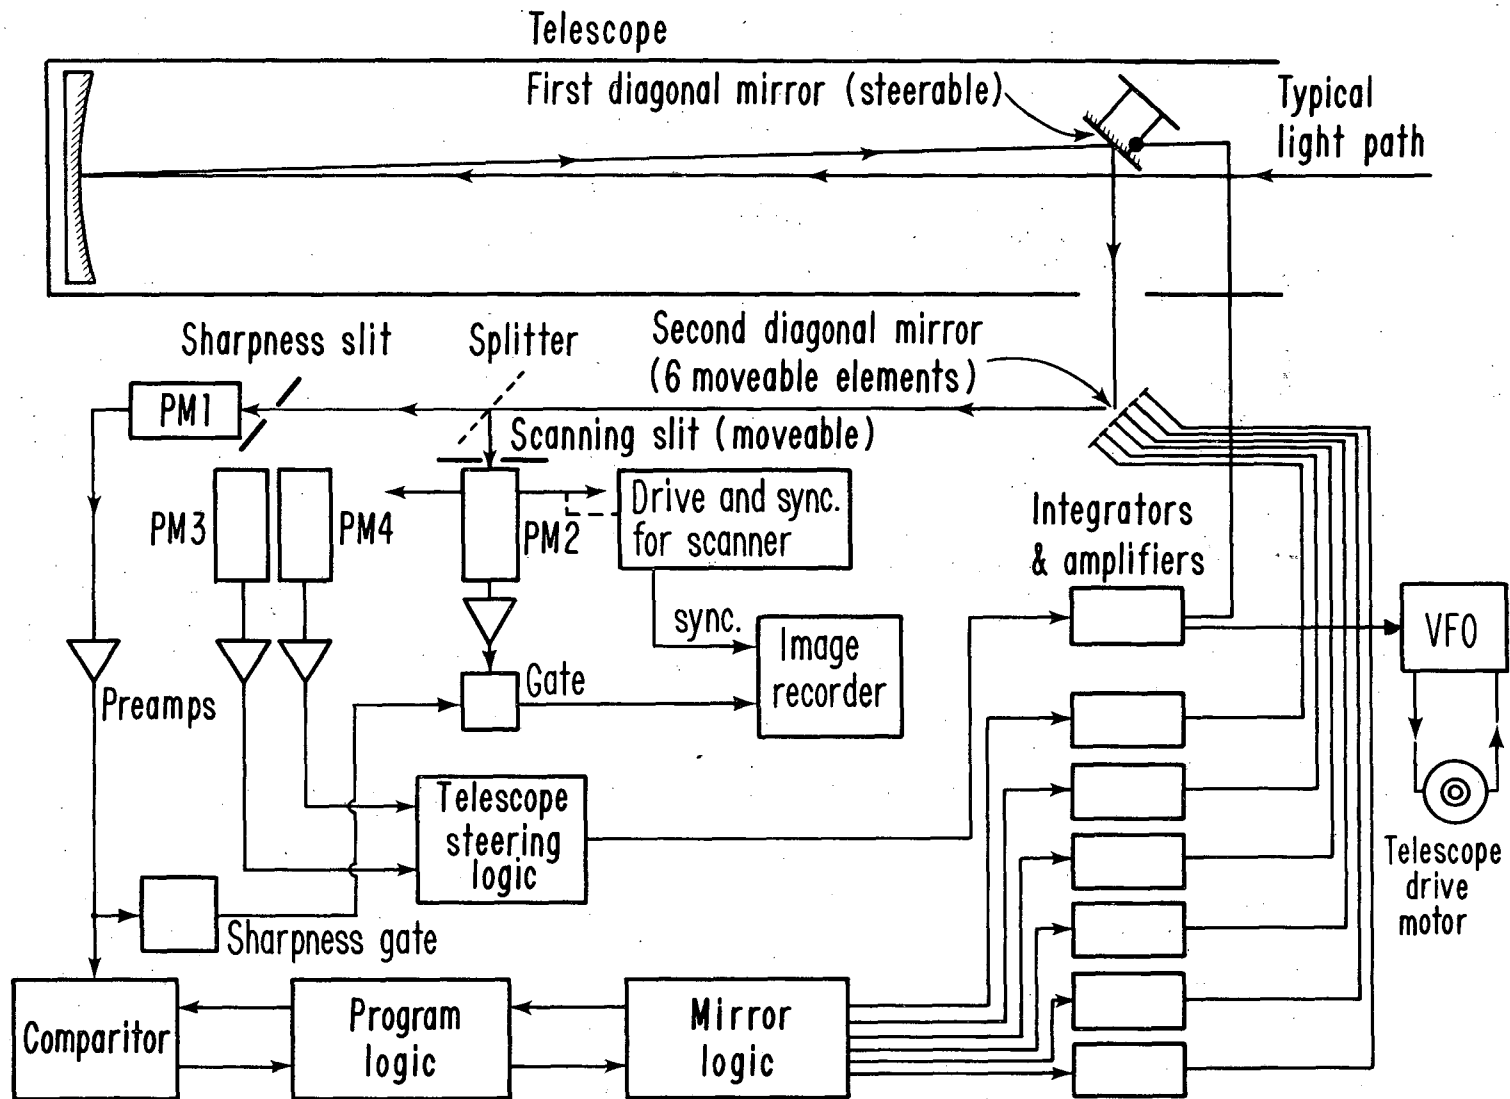 Telescope
First diagonal mirror (steerable)
Typical
light path
Sharpness slit
Splitter
Second diagonal mirror
(6 moveable elements)
PM1
Scanning slit (moveable)
PM3
PM4
PM2
Drive and sync.
for scanner
Integrators
& amplifiers
sync.
Image
recorder
VFO
Preamps
Gate
Telescope
steering
logic
Telescope
drive
motor
Sharpness gate
Comparitor
Program
logic
Mirror
logic